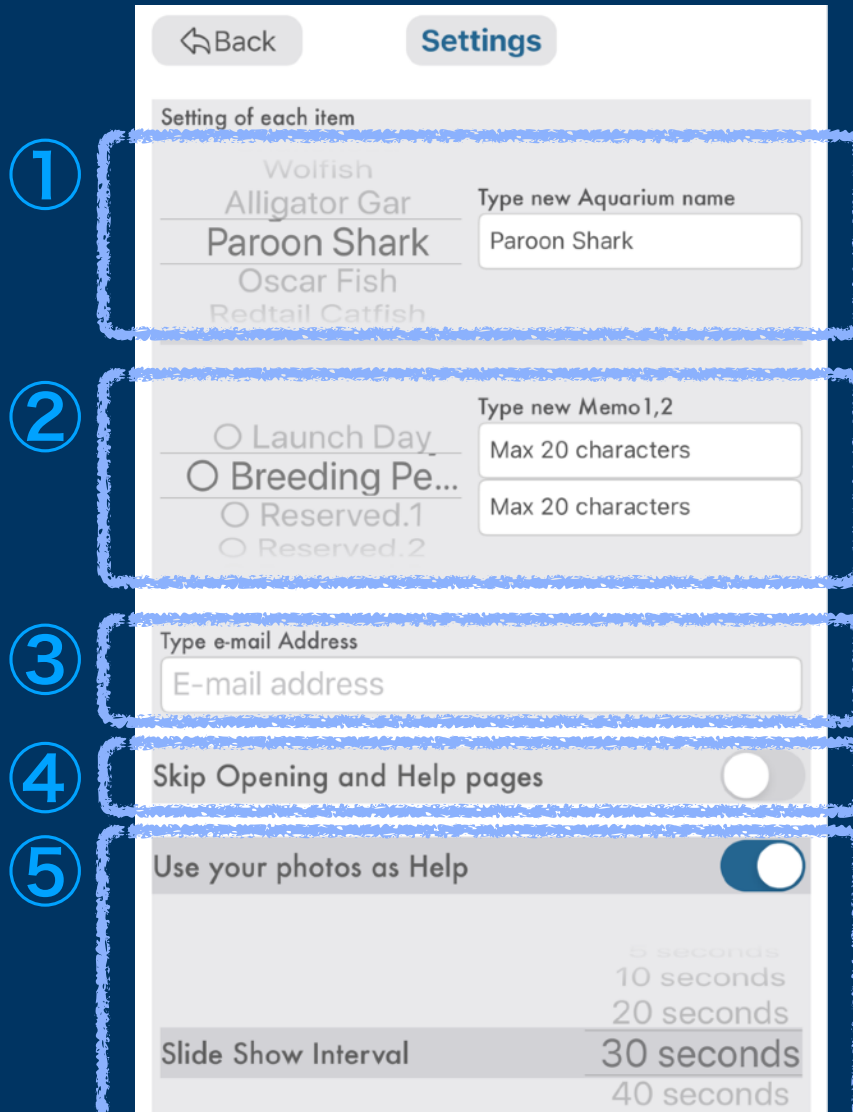 Back
Settings
Setting of each item
①
Wolfish
Alligator Gar
Paroon Shark
Oscar Fish
Redtail Catfish
Type new Aquarium name
Paroon Shark
②
O Launch Day
O Breeding Pe...
O Reserved.1
O Reserved.2
Type new Memo1,2
Max 20 characters
Max 20 characters
③
Type e-mail Address
E-mail address
④
Skip Opening and Help pages
⑤
Use your photos as Help
5 seconds
10 seconds
20 seconds
Slide Show Interval
30 seconds
40 seconds